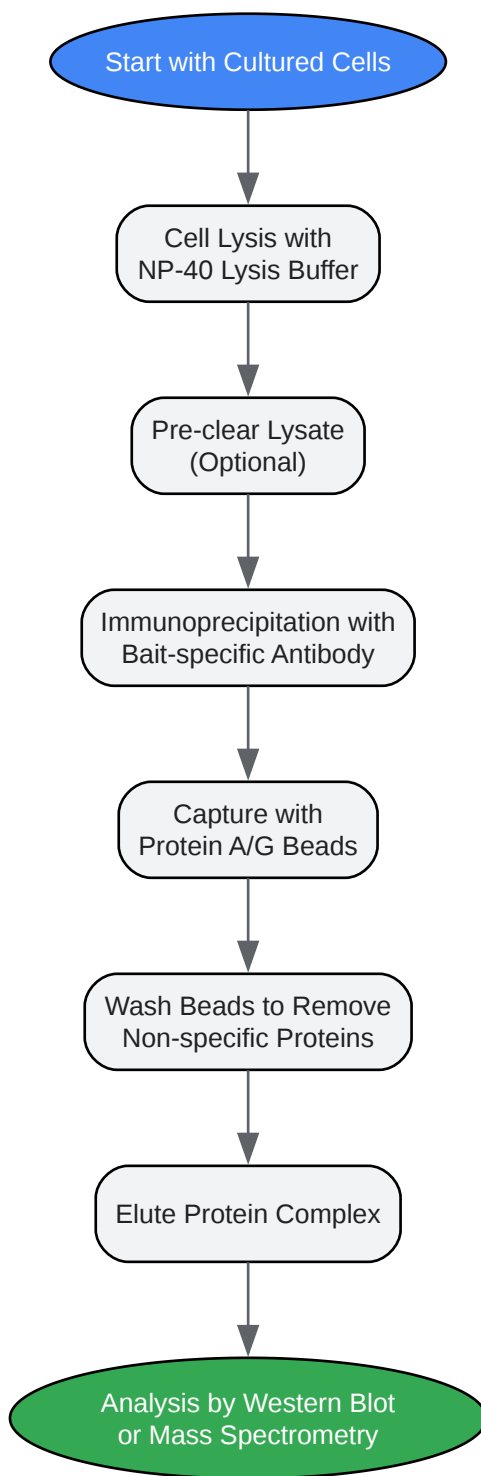 Start with Cultured Cells
Cell Lysis with
NP-40 Lysis Buffer
Pre-clear Lysate
(Optional)
Immunoprecipitation with
Bait-specific Antibody
Capture with
Protein A/G Beads
Wash Beads to Remove
Non-specific Proteins
Elute Protein Complex
Analysis by Western Blot
or Mass Spectrometry